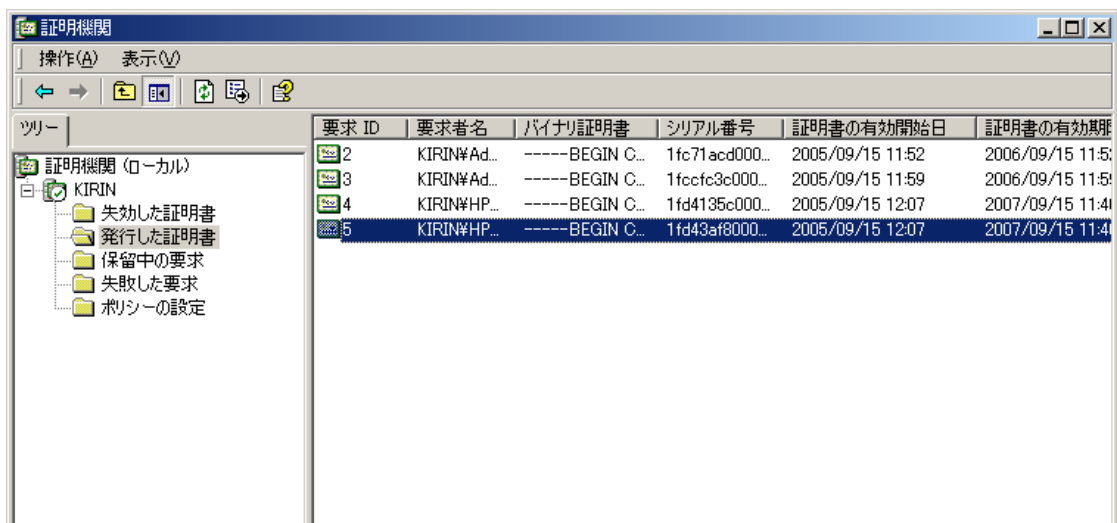 証明機関
操作(A) 表示(V)
ツリー
証明機関 (ローカル)
KIRIN
失効した証明書
発行した証明書
保留中の要求
失敗した要求
ポリシーの設定
要求 ID 要求者名 バイナリ証明書 シリアル番号 証明書の有効開始日 証明書の有効期
2 KIRIN¥Ad... -----BEGIN C... 1fc71acd000... 2005/09/15 11:52 2006/09/15 11:5
3 KIRIN¥Ad... -----BEGIN C... 1fccfc3c000... 2005/09/15 11:59 2006/09/15 11:5
4 KIRIN¥HP... -----BEGIN C... 1fd4135c000... 2005/09/15 12:07 2007/09/15 11:4
5 KIRIN¥HP... -----BEGIN C... 1fd43af8000... 2005/09/15 12:07 2007/09/15 11:4